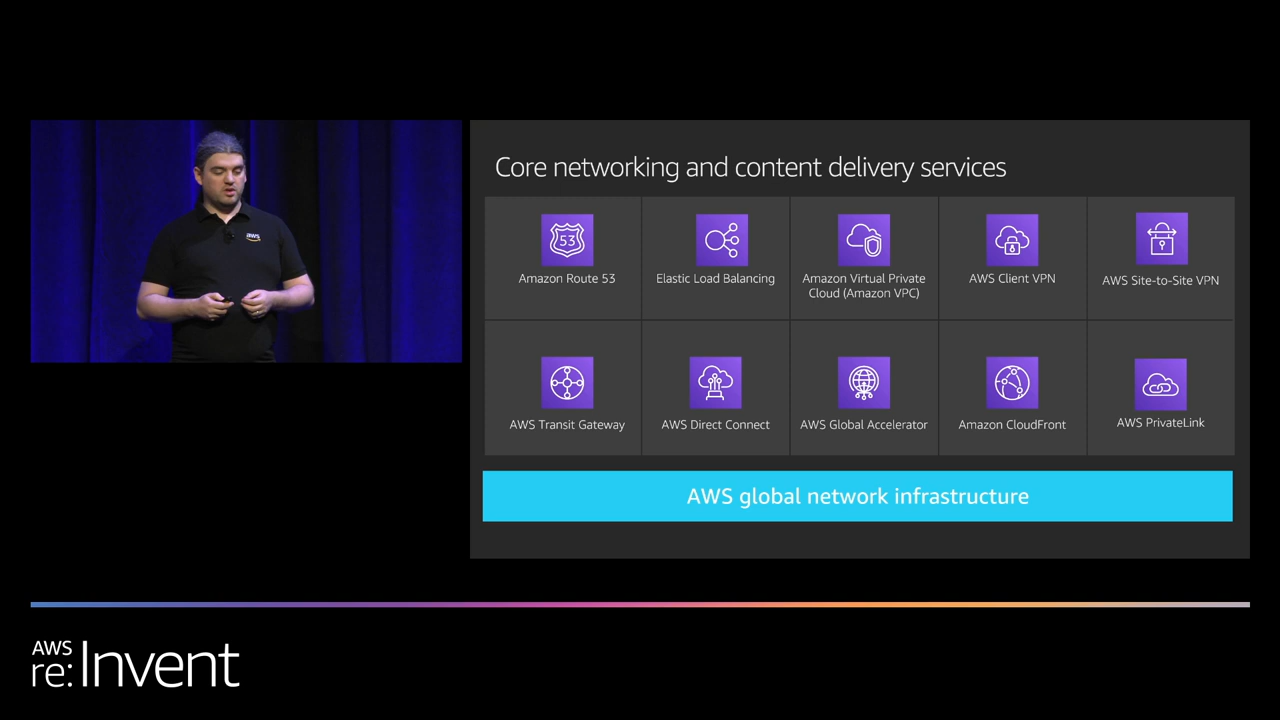 aws
Core networking and content delivery services
53
Amazon Route 53
Elastic Load Balancing
Amazon Virtual Private
Cloud (Amazon VPC)
AWS Client VPN
AWS Site-to-Site VPN
AWS Transit Gateway
AWS Direct Connect
AWS Global Accelerator
Amazon CloudFront
AWS PrivateLink
AWS global network infrastructure
AWS
re:Invent